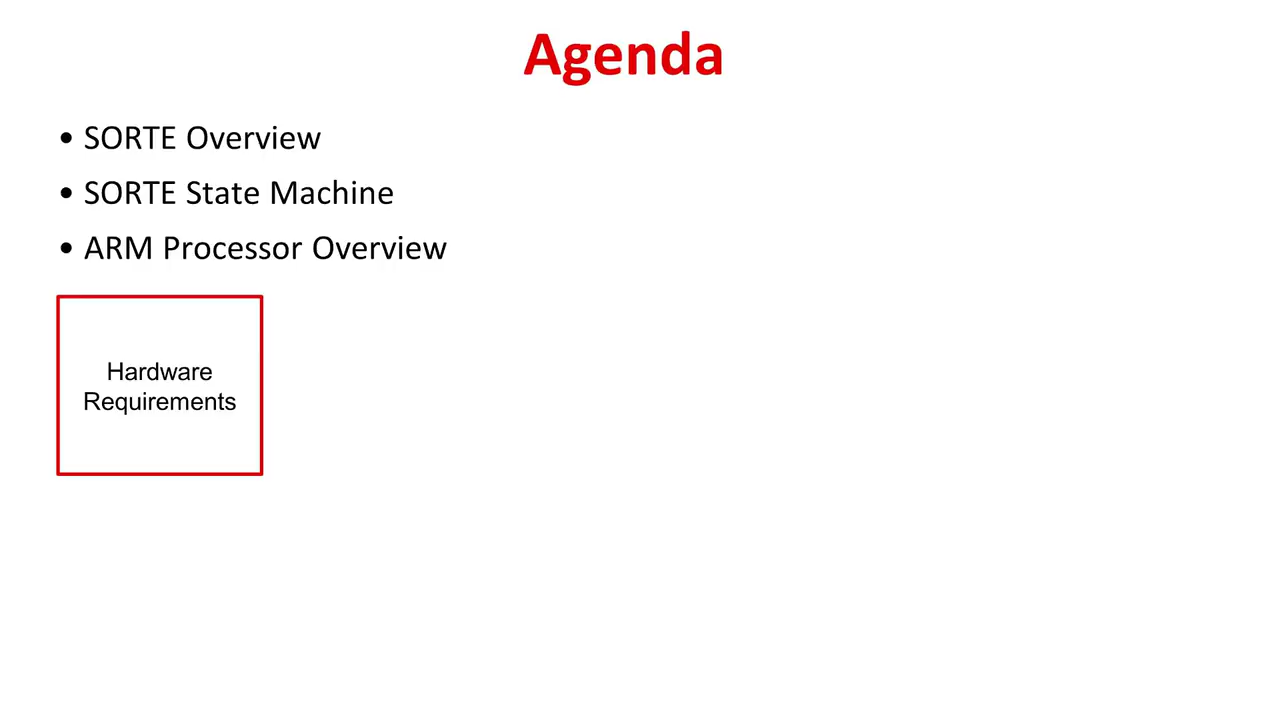 Agenda
• SORTE Overview
• SORTE State Machine
• ARM Processor Overview
Hardware
Requirements